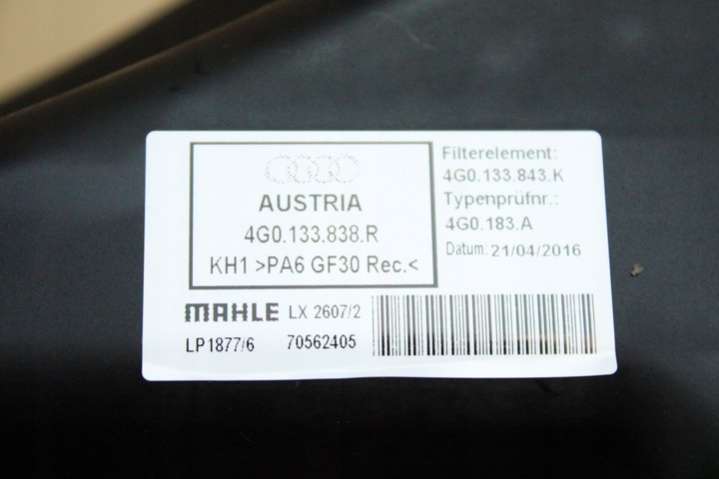 AUSTRIA
4G0.133.838.R
KH1 >PA6 GF30 Rec.<
Filterelement:
4G0.133.843.K
Typenprüfnr.:
4G0.183.A
Datum: 21/04/2016
MAHLE LX 2607/2
LP1877/6 70562405